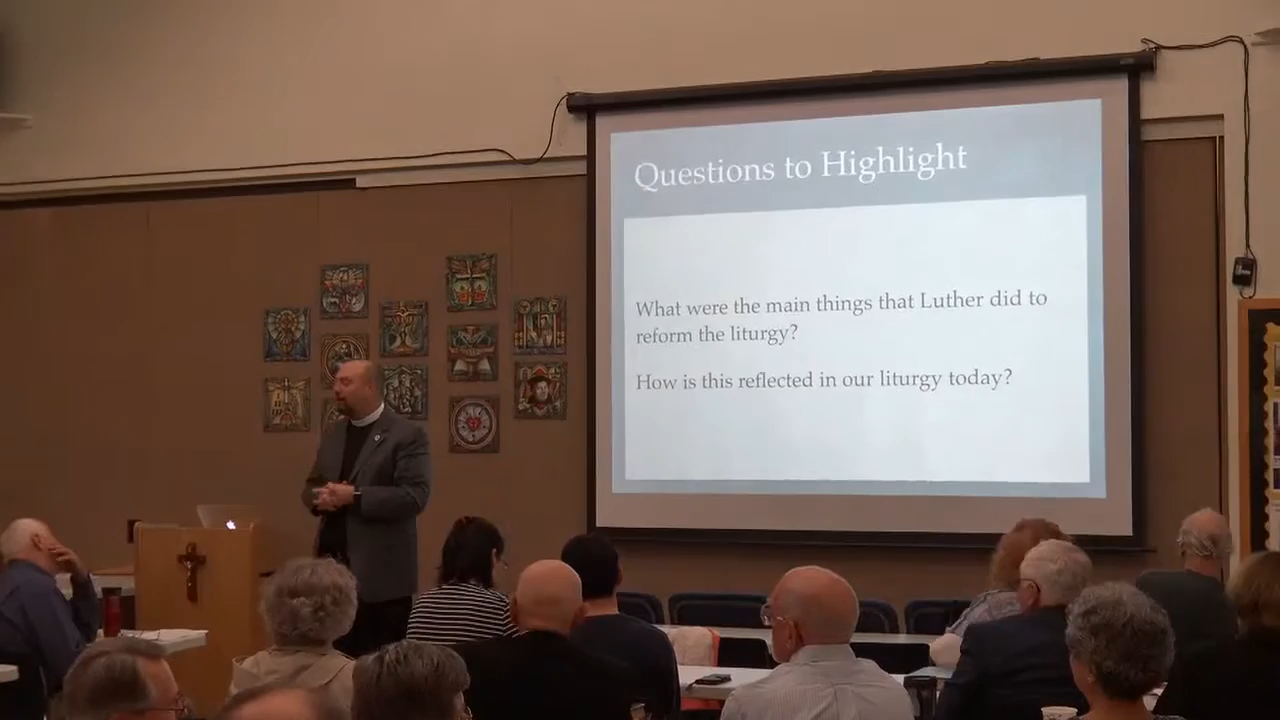 Questions to Highlight
What were the main things that Luther did to
reform the liturgy?
How is this reflected in our liturgy today?